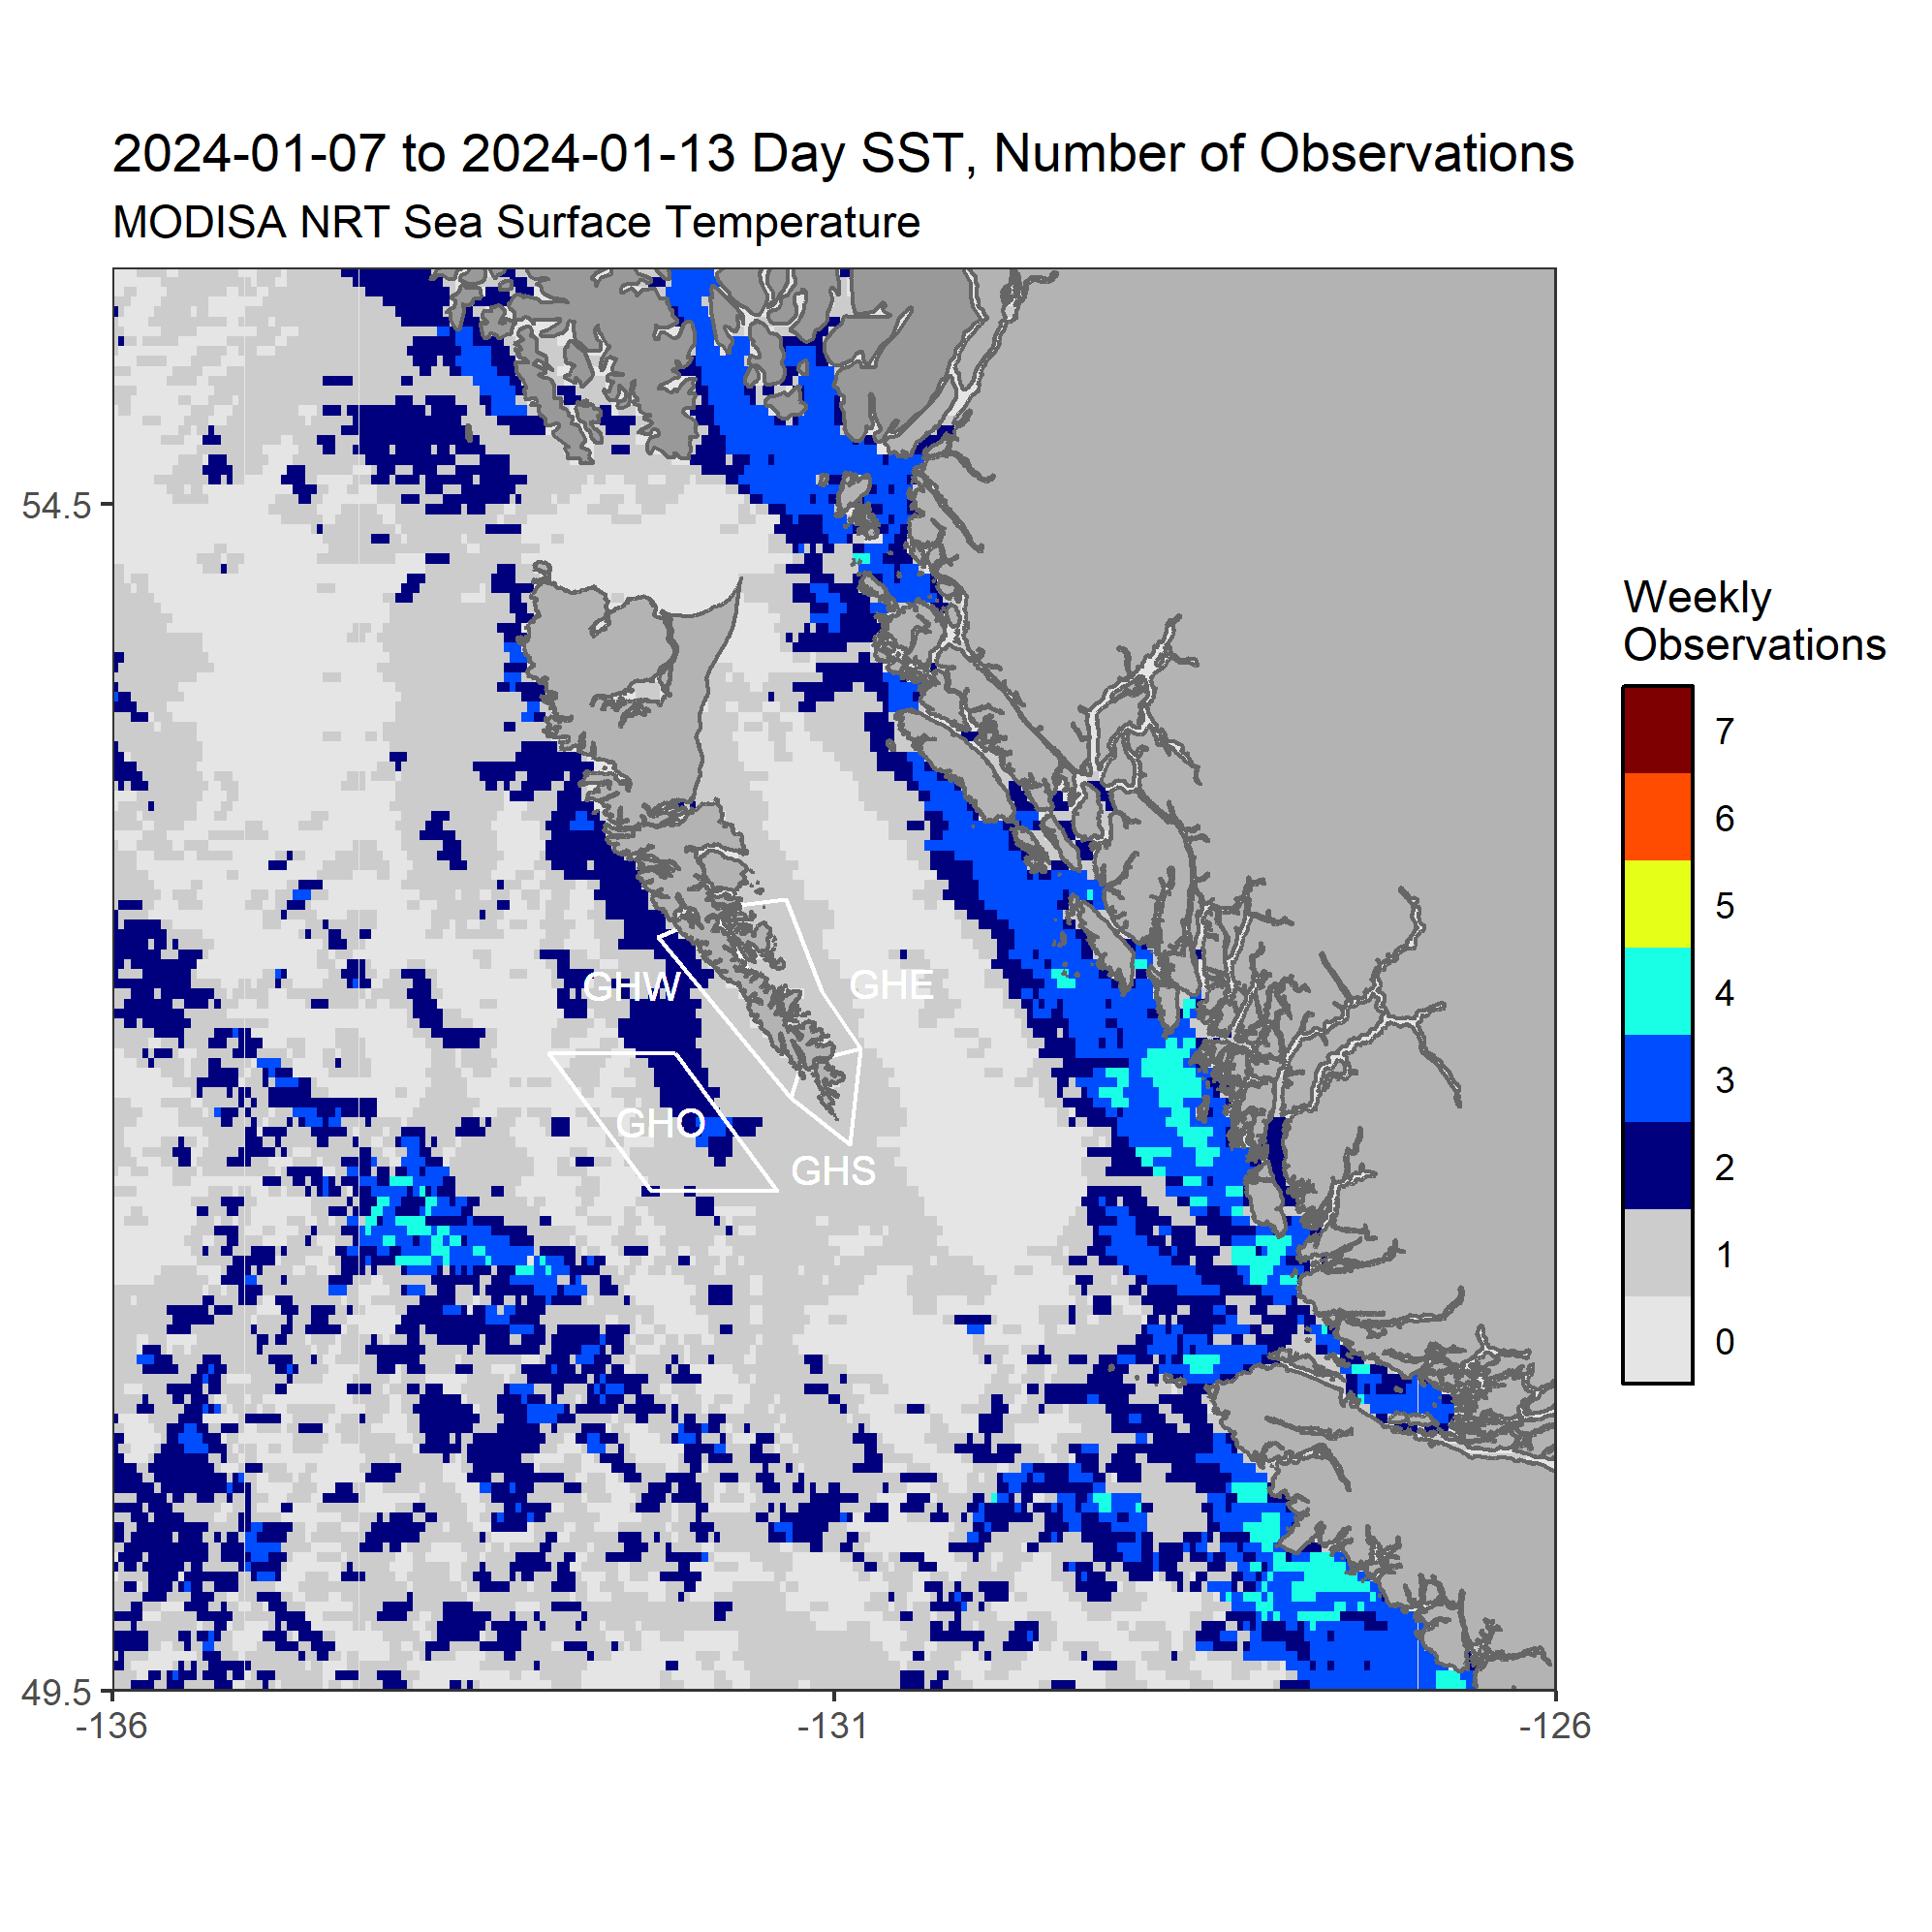 2024-01-07 to 2024-01-13 Day SST, Number of Observations
MODISA NRT Sea Surface Temperature
54.5
49.5
-136
-131
-126
GHW
GHE
GHO
GHS
Weekly
Observations
7
6
5
4
3
2
1
0